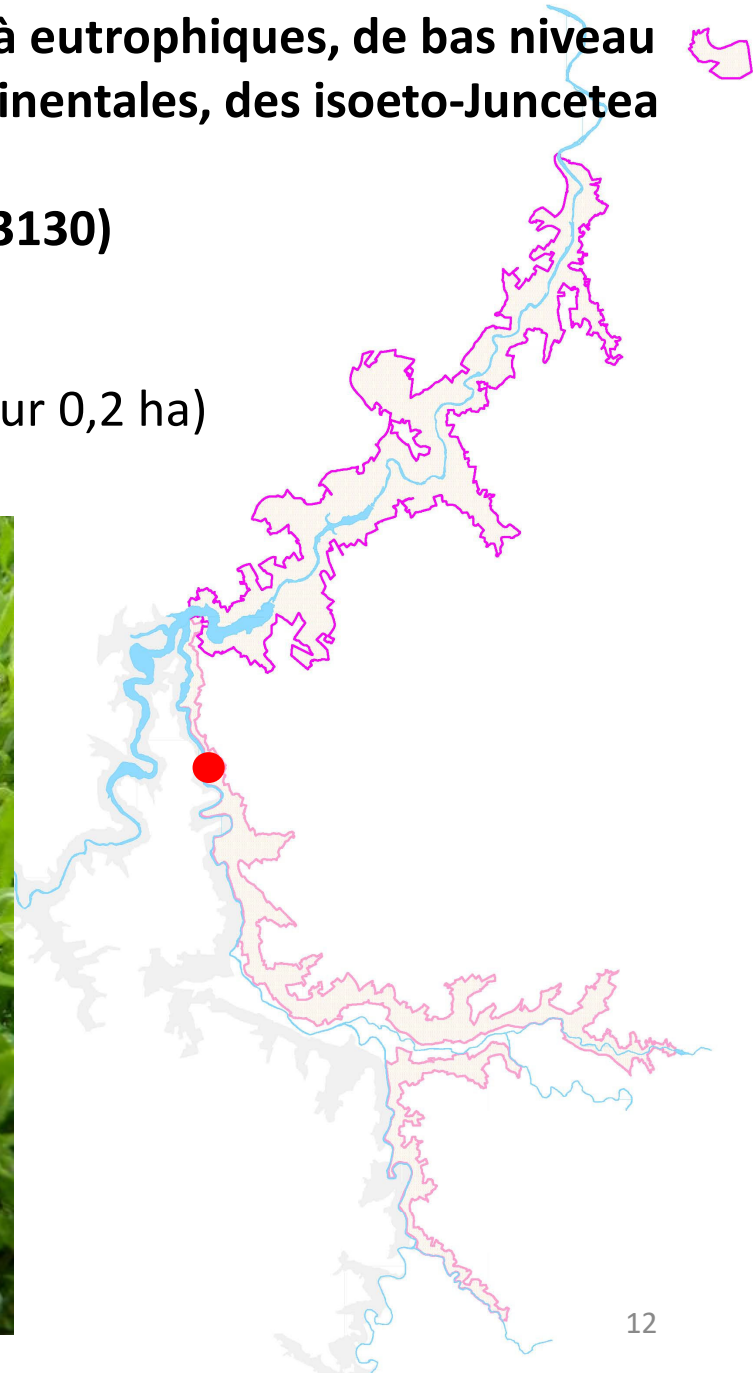 à eutrophiques, de bas niveau
inentales, des isoeto-Juncetea
3130)
ur 0,2 ha)
12